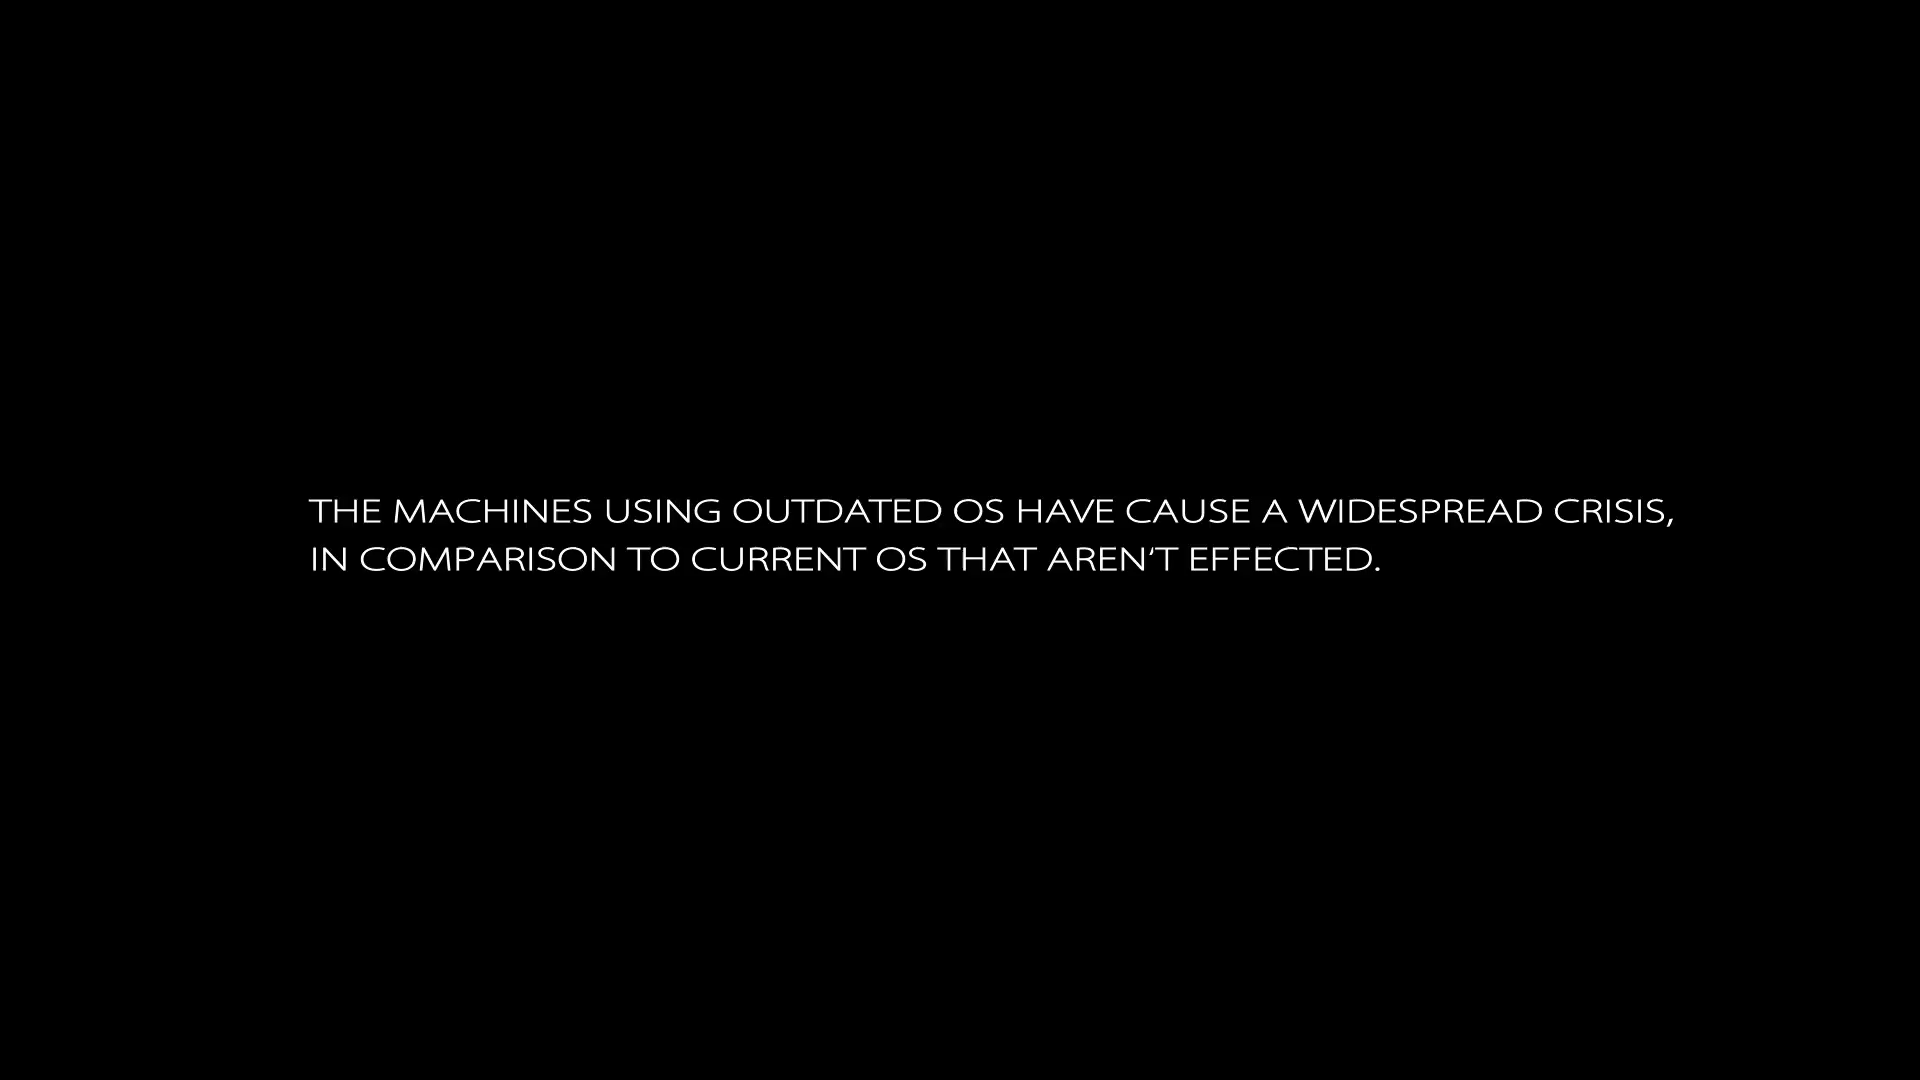 THE MACHINES USING OUTDATED OS HAVE CAUSE A WIDESPREAD CRISIS,
IN COMPARISON TO CURRENT OS THAT AREN‘T EFFECTED.